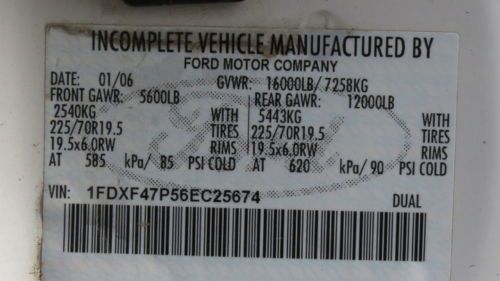 INCOMPLETE VEHICLE MANUFACTURED BY
FORD MOTOR COMPANY
DATE: 01/06 GVWR: 16000LB/ 7258KG
FRONT GAWR: 5600LB REAR GAWR: 12000LB
2540KG WITH 5443KG WITH
225/70R19.5 TIRES 225/70R19.5 TIRES
19.5x6.0RW RIMS 19.5x6.0RW RIMS
AT 585 kPa/ 85 PSI COLD AT 620 kPa/ 90 PSI COLD
VIN: 1FDXF47P56EC25674 DUAL